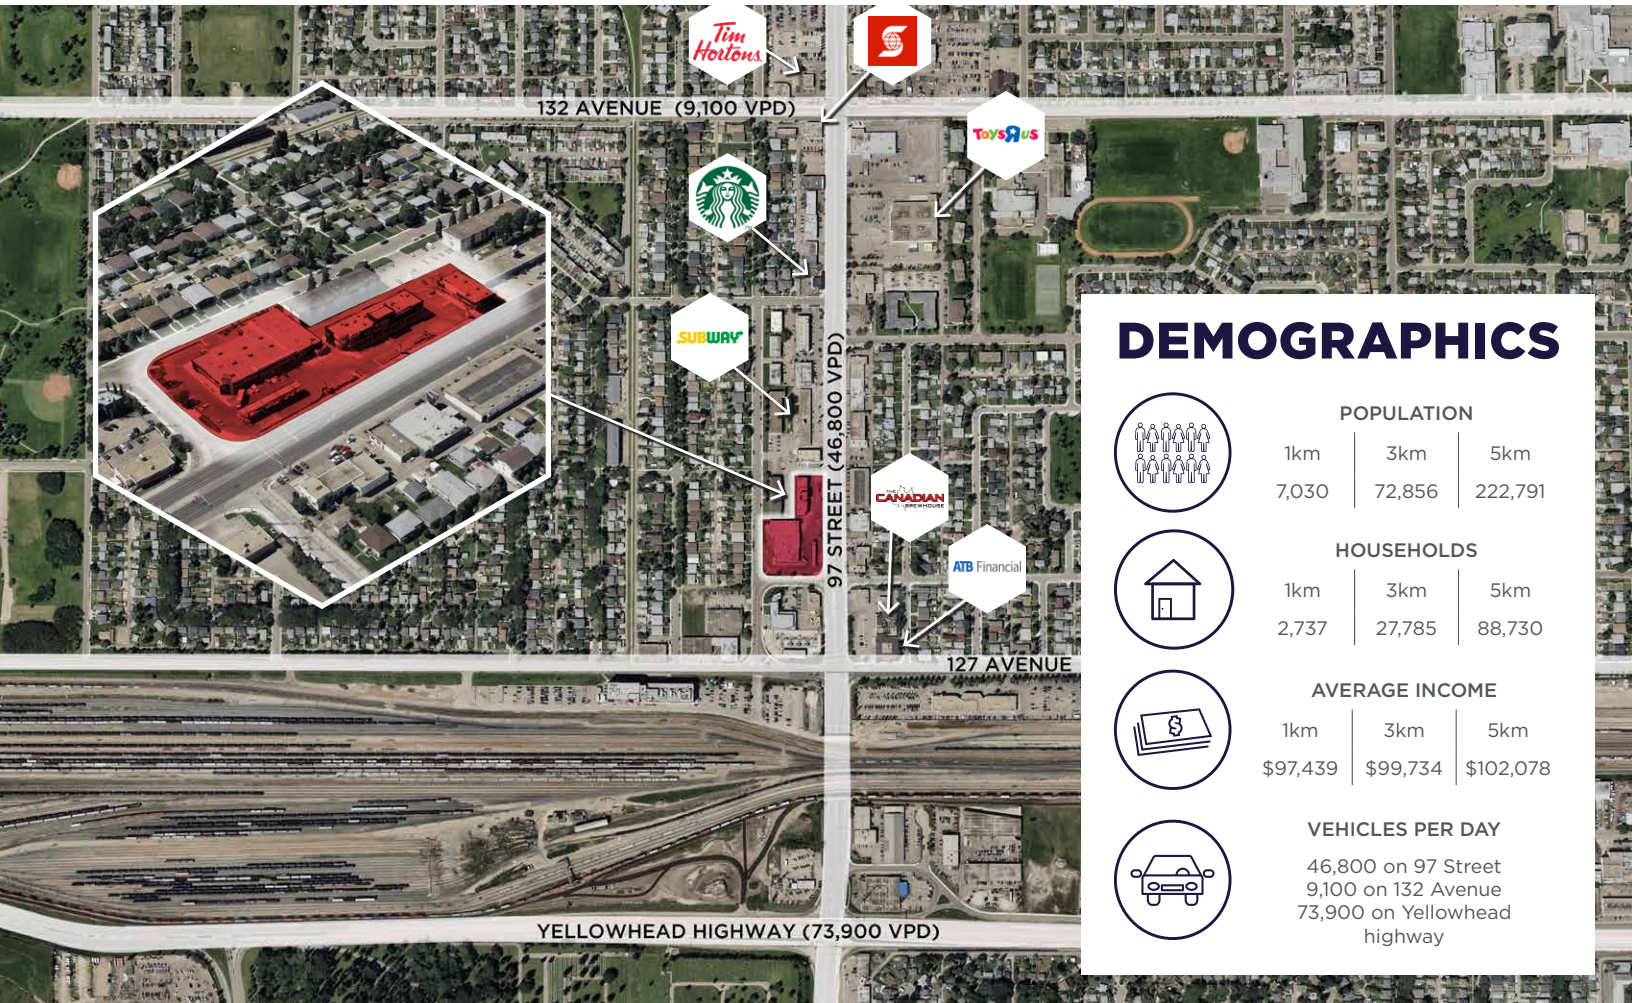 Tim
Hortons
132 AVENUE (9,100 VPD)
TOYS R US
SUBWAY
97 STREET (46,800 VPD)
THE
CANADIAN
BREWHOUSE
ATB Financial
127 AVENUE
YELLOWHEAD HIGHWAY (73,900 VPD)
DEMOGRAPHICS
POPULATION
1km 3km 5km
7,030 72,856 222,791
HOUSEHOLDS
1km 3km 5km
2,737 27,785 88,730
AVERAGE INCOME
$
1km 3km 5km
$97,439 $99,734 $102,078
VEHICLES PER DAY
46,800 on 97 Street
9,100 on 132 Avenue
73,900 on Yellowhead
highway